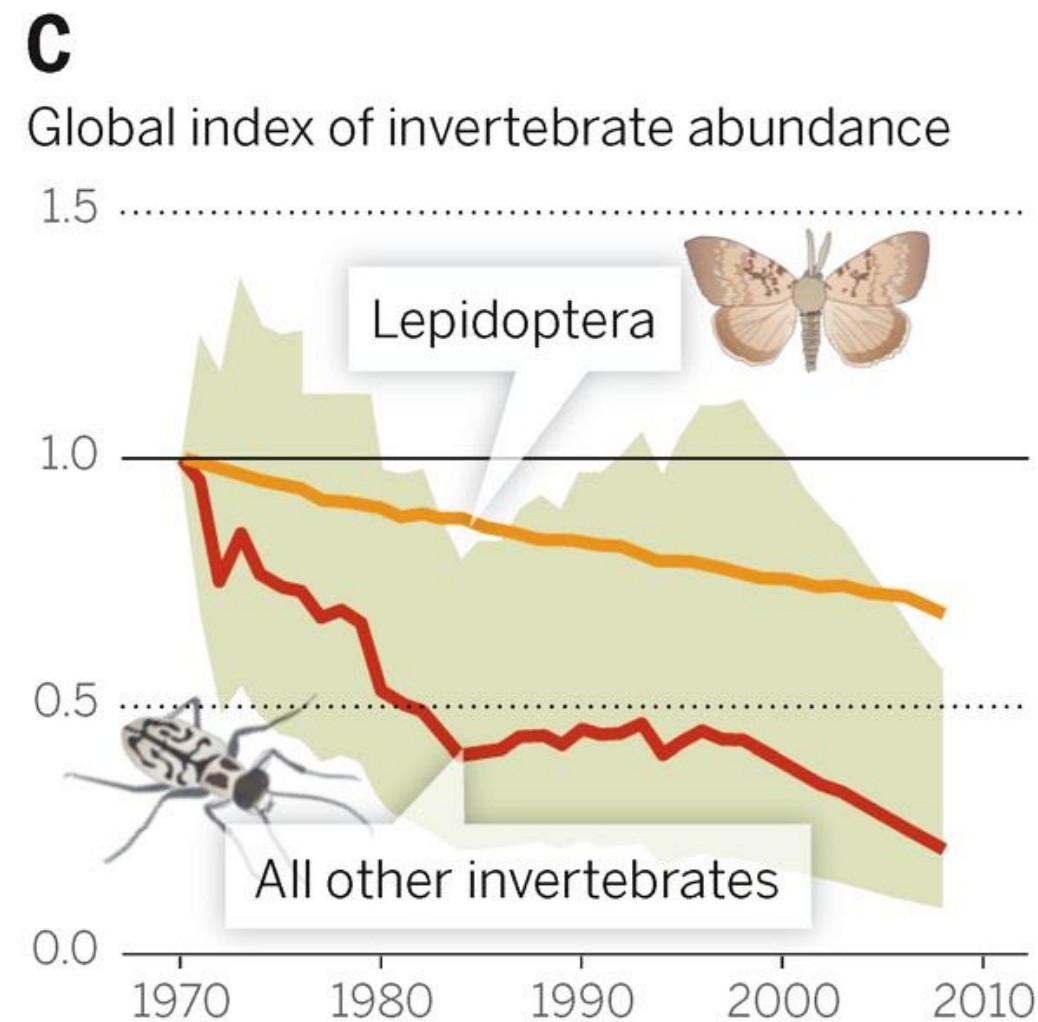 C
Global index of invertebrate abundance
1.5
Lepidoptera
1.0
0.5
All other invertebrates
0.0
1970 1980 1990 2000 2010